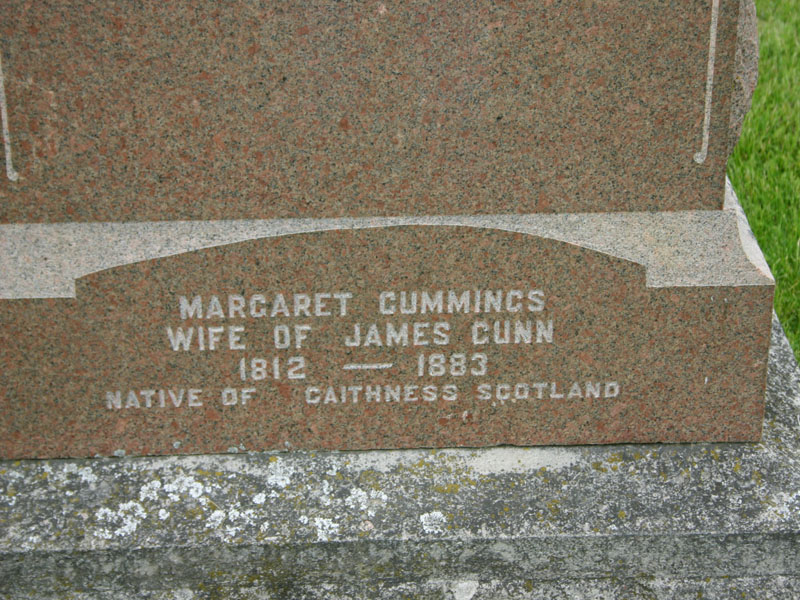 MARGARET CUMMINGS
WIFE OF JAMES GUNN
1812 — 1883
NATIVE OF CAITHNESS SCOTLAND